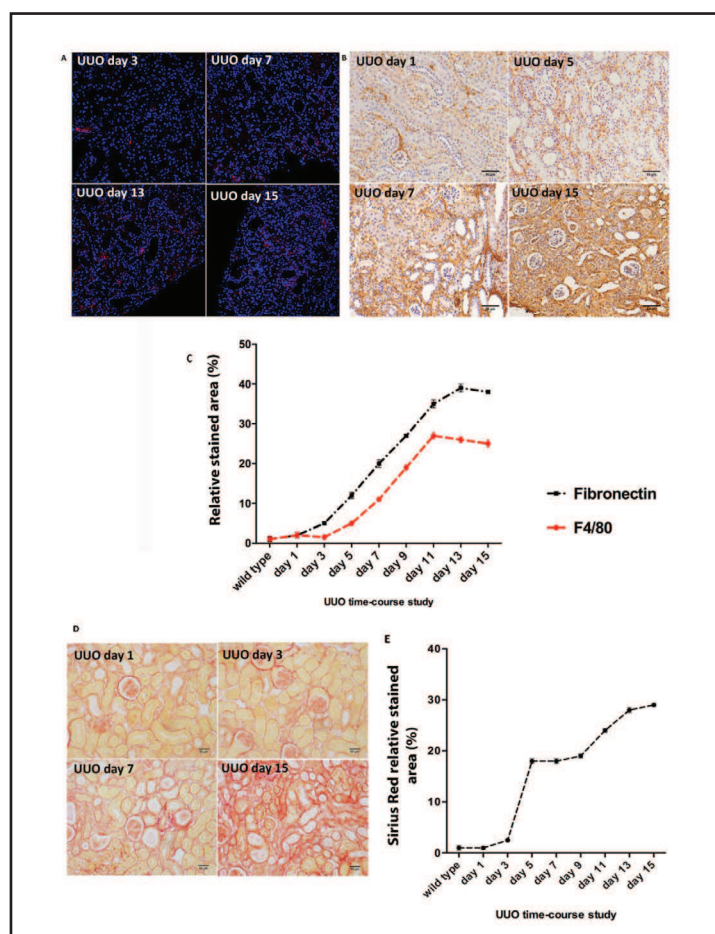 A
UUO day 3
UUO day 7
UUO day 13
UUO day 15
B
UUO day 1
UUO day 5
UUO day 7
UUO day 15
C
Relative stained area (%)
50
40
30
20
10
0
wild type
day 1
day 3
day 5
day 7
day 9
day 11
day 13
day 15
UUO time-course study
Fibronectin
F4/80
D
UUO day 1
UUO day 3
UUO day 7
UUO day 15
E
Sirius Red relative stained
area (%)
40
30
20
10
0
wild type
day 1
day 3
day 5
day 7
day 9
day 11
day 13
day 15
UUO time-course study